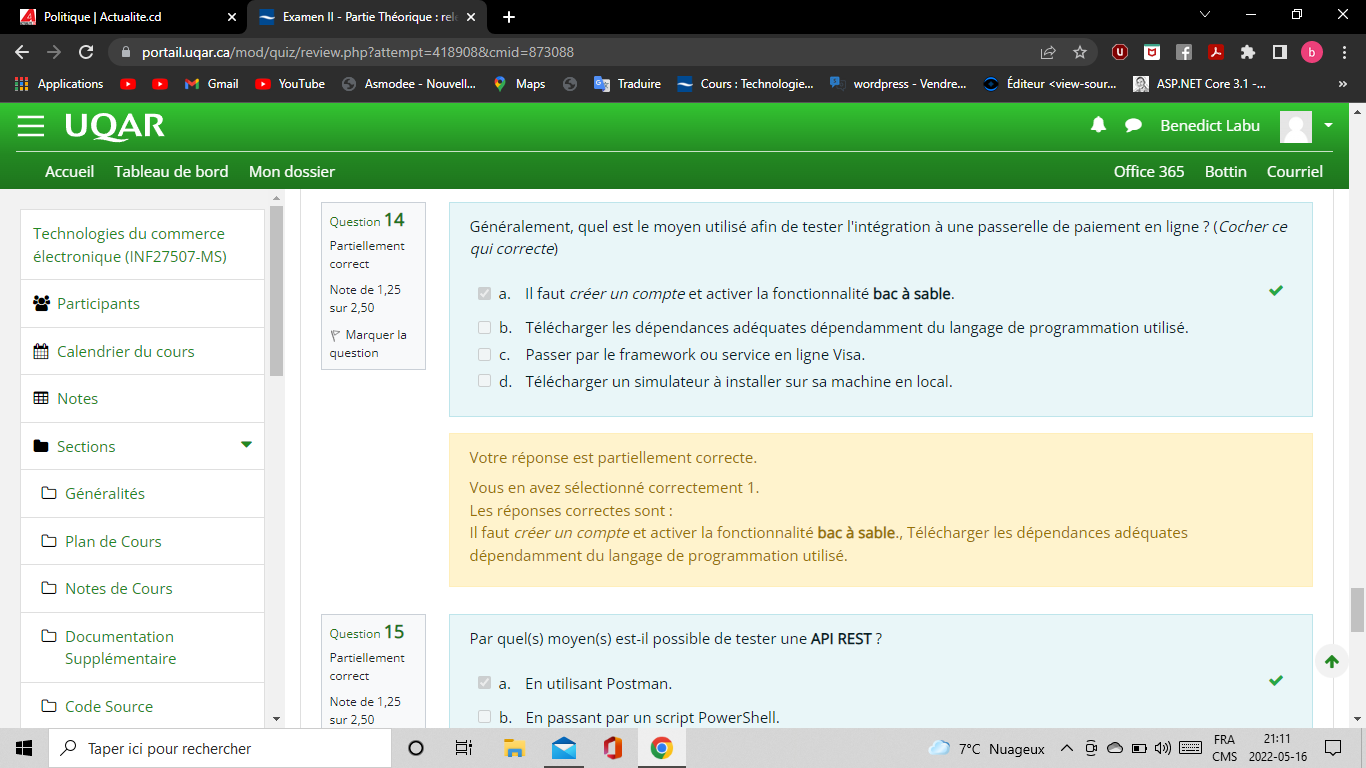 Politique | Actualite.cd
Examen II - Partie Théorique : rele
portail.uqar.ca/mod/quiz/review.php?attempt=418908&cmid=873088
Applications
Gmail
YouTube
Asmodee - Nouvell...
Maps
Traduire
Cours : Technologie...
wordpress - Vendre...
Éditeur <view-sour...
ASP.NET Core 3.1 -...
»
UQAR
Benedict Labu
Accueil
Tableau de bord
Mon dossier
Office 365
Bottin
Courriel
Technologies du commerce
électronique (INF27507-MS)
Participants
Calendrier du cours
Notes
Sections
Généralités
Plan de Cours
Notes de Cours
Documentation
Supplémentaire
Code Source
Question 14
Partiellement
correct
Note de 1,25
sur 2,50
Marquer la
question
Généralement, quel est le moyen utilisé afin de tester l'intégration à une passerelle de paiement en ligne ? (Cocher ce
qui correcte)
a. Il faut créer un compte et activer la fonctionnalité bac à sable.
b. Télécharger les dépendances adéquates dépendamment du langage de programmation utilisé.
c. Passer par le framework ou service en ligne Visa.
d. Télécharger un simulateur à installer sur sa machine en local.
Votre réponse est partiellement correcte.
Vous en avez sélectionné correctement 1.
Les réponses correctes sont :
Il faut créer un compte et activer la fonctionnalité bac à sable., Télécharger les dépendances adéquates
dépendamment du langage de programmation utilisé.
Question 15
Partiellement
correct
Note de 1,25
sur 2,50
Par quel(s) moyen(s) est-il possible de tester une API REST ?
a. En utilisant Postman.
b. En passant par un script PowerShell.
Taper ici pour rechercher
7°C Nuageux
FRA
CMS
21:11
2022-05-16